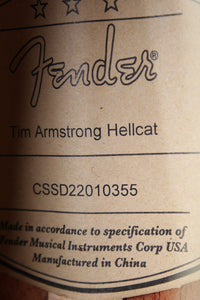 Fender®
Tim Armstrong Hellcat
CSSD22010355
Made in accordance to specification of
Fender Musical Instruments Corp USA
Manufactured in China